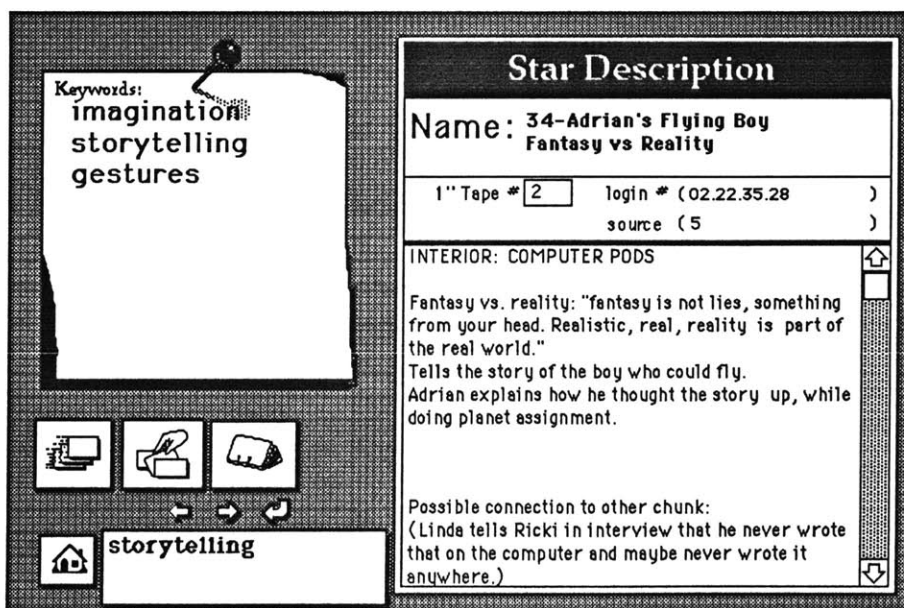 Keywords:
imagination
storytelling
gestures
storytelling
Star Description
Name: 34-Adrian's Flying Boy
Fantasy vs Reality
1" Tape # 2 login # (02.22.35.28 )
source (5 )
INTERIOR: COMPUTER PODS
Fantasy vs. reality: "fantasy is not lies, something
from your head. Realistic, real, reality is part of
the real world."
Tells the story of the boy who could fly.
Adrian explains how he thought the story up, while
doing planet assignment.
Possible connection to other chunk:
(Linda tells Ricki in interview that he never wrote
that on the computer and maybe never wrote it
anywhere.)